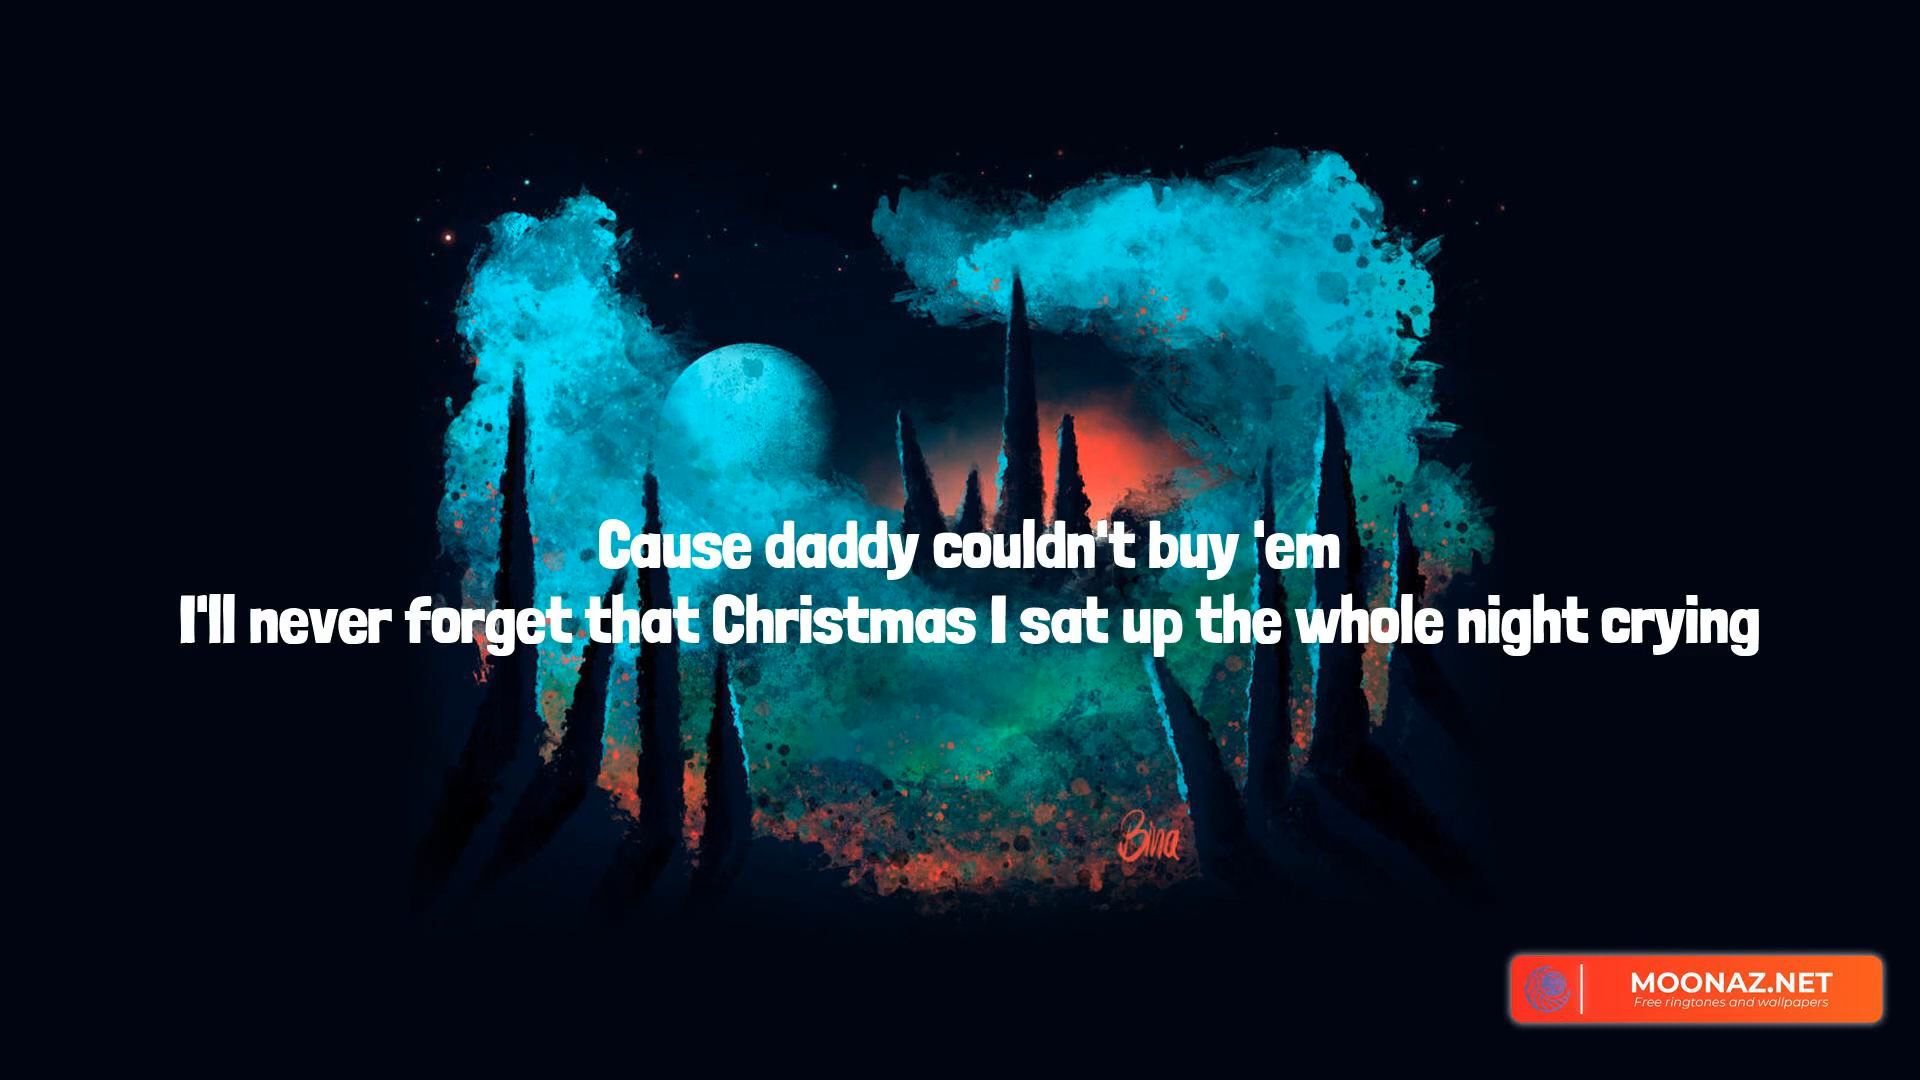 Cause daddy couldn't buy 'em
I'll never forget that Christmas I sat up the whole night crying
Bina
MOONAZ.NET
Free ringtones and wallpapers